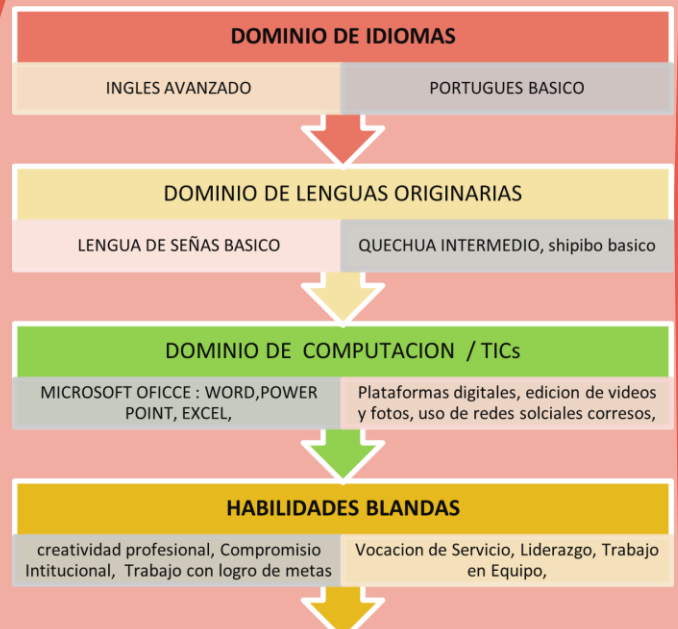 DOMINIO DE IDIOMAS
INGLES AVANZADO
PORTUGUES BASICO
DOMINIO DE LENGUAS ORIGINARIAS
LENGUA DE SEÑAS BASICO
QUECHUA INTERMEDIO, shipibo basico
DOMINIO DE COMPUTACION / TICs
MICROSOFT OFICCE : WORD,POWER
POINT, EXCEL,
Plataformas digitales, edicion de videos
y fotos, uso de redes solciales corresos,
HABILIDADES BLANDAS
creatividad profesional, Compromisio
Intitucional, Trabajo con logro de metas
Vocacion de Servicio, Liderazgo, Trabajo
en Equipo,